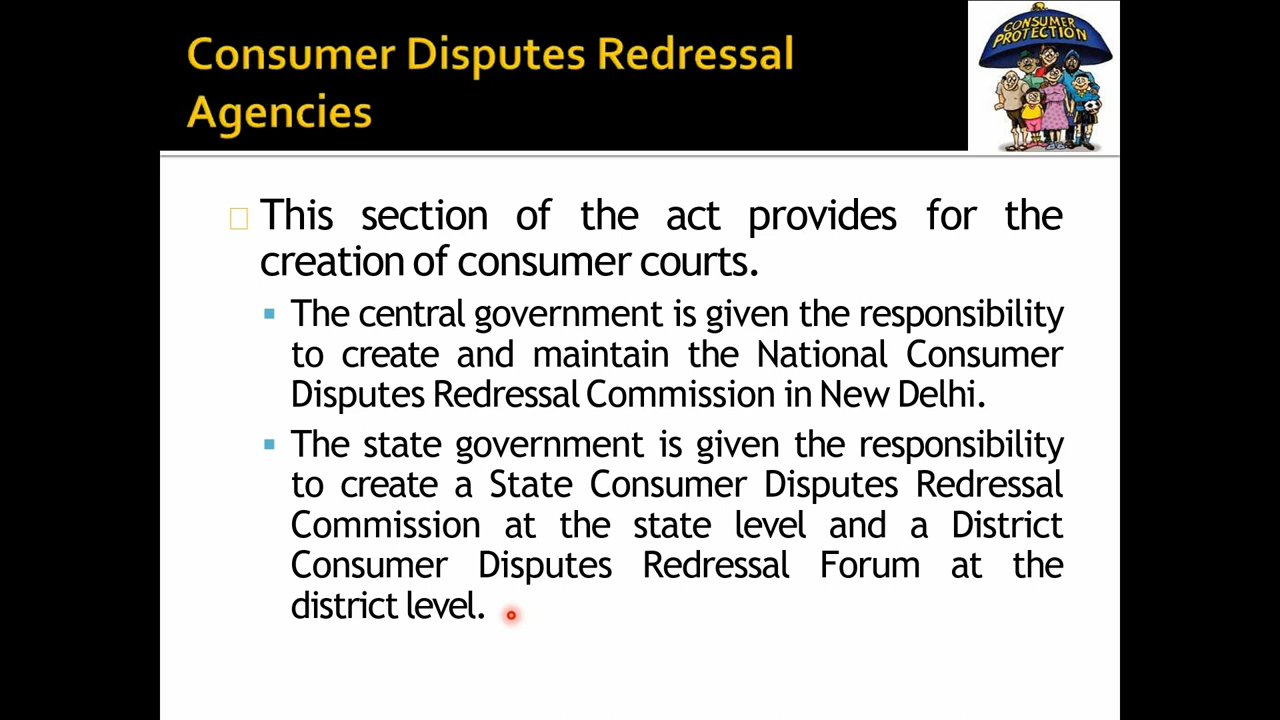 Consumer Disputes Redressal
Agencies
CONSUMER
PROTECTION
This section of the act provides for the
creation of consumer courts.
The central government is given the responsibility
to create and maintain the National Consumer
Disputes Redressal Commission in New Delhi.
The state government is given the responsibility
to create a State Consumer Disputes Redressal
Commission at the state level and a District
Consumer Disputes Redressal Forum at the
district level.